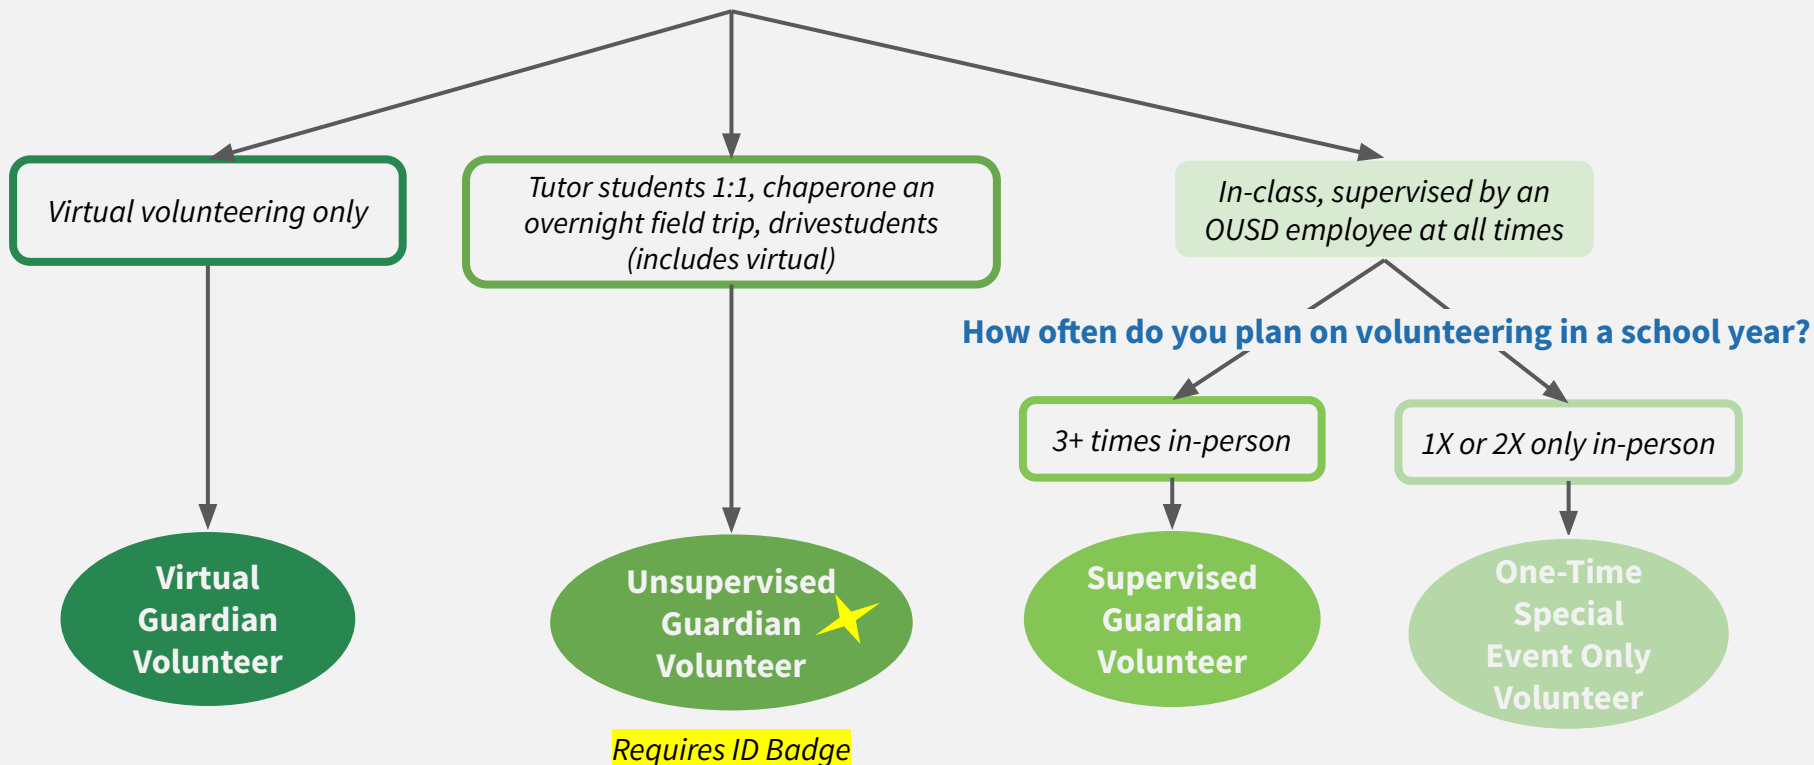 Virtual volunteering only
Tutor students 1:1, chaperone an
overnight field trip, drivestudents
(includes virtual)
In-class, supervised by an
OUSD employee at all times
How often do you plan on volunteering in a school year?
3+ times in-person
1X or 2X only in-person
Virtual
Guardian
Volunteer
Unsupervised
Guardian
Volunteer
Supervised
Guardian
Volunteer
One-Time
Special
Event Only
Volunteer
Requires ID Badge